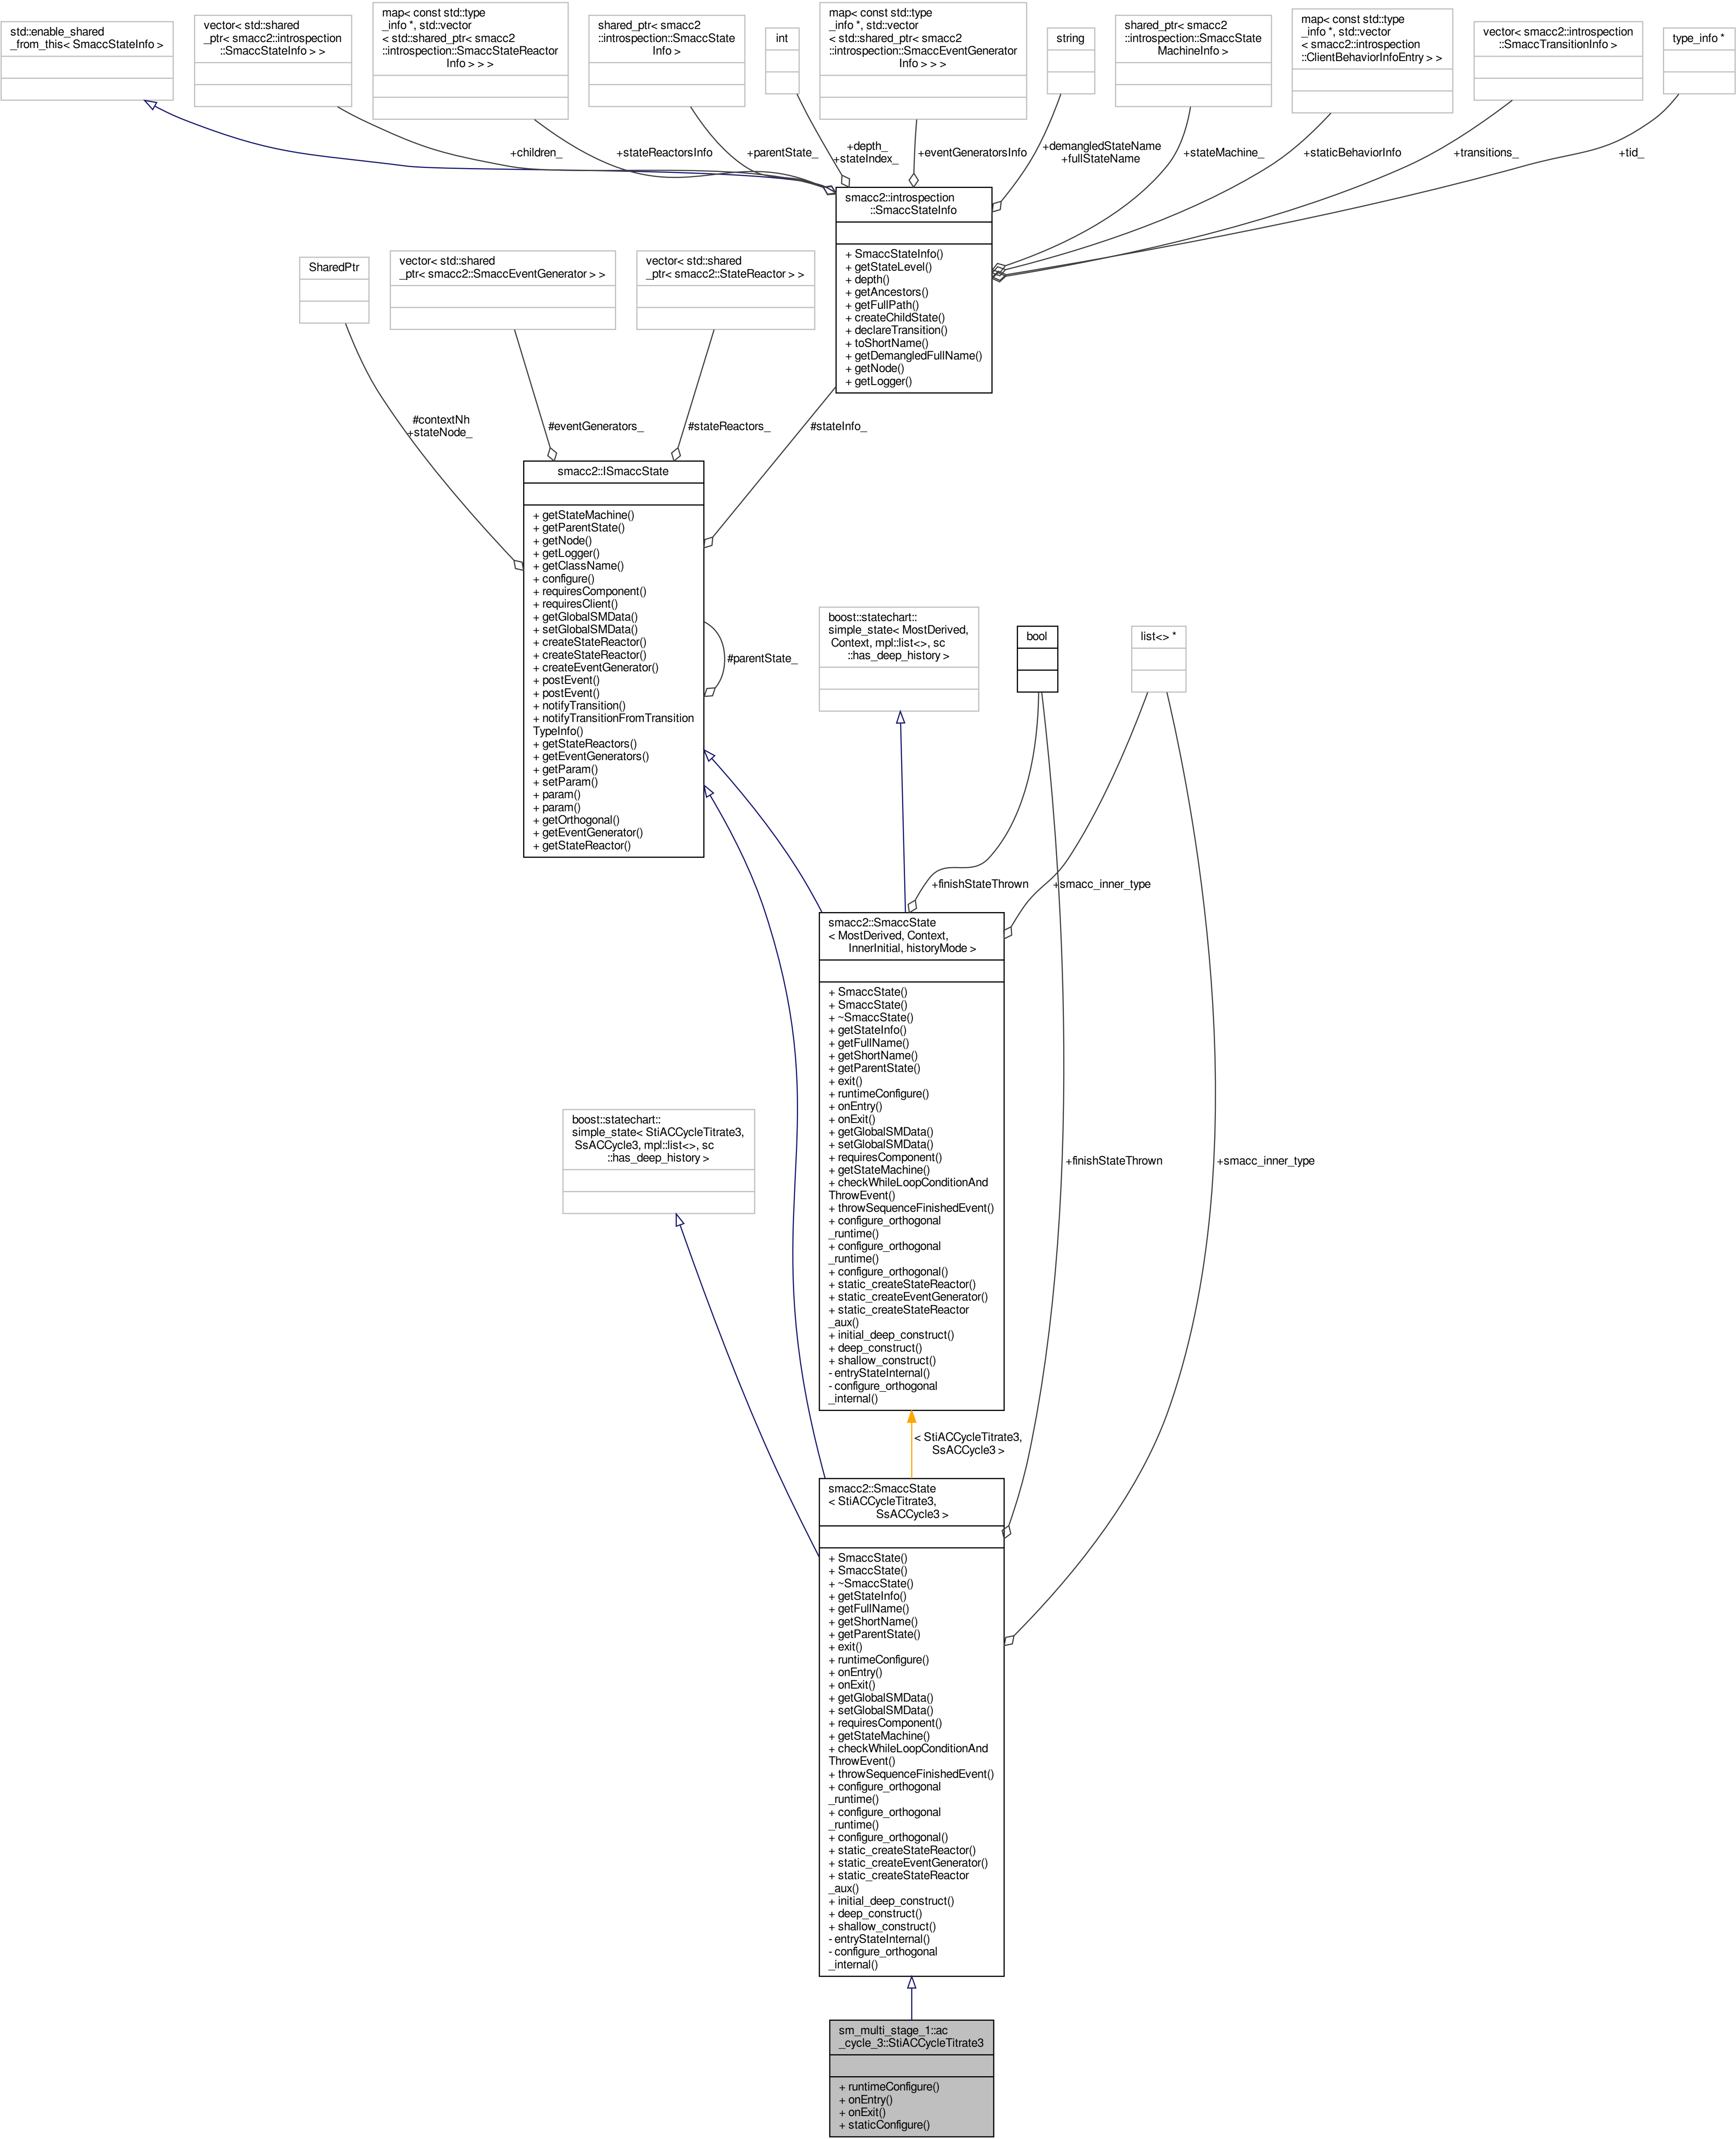 std::enable_shared
_from_this< SmaccStateInfo >
vector< std::shared
_ptr< smacc2::introspection
::SmaccStateInfo > >
map< const std::type
_info *, std::vector
< std::shared_ptr< smacc2
::introspection::SmaccStateReactor
Info > > >
shared_ptr< smacc2
::introspection::SmaccState
Info >
int
map< const std::type
_info *, std::vector
< std::shared_ptr< smacc2
::introspection::SmaccEventGenerator
Info > > >
string
shared_ptr< smacc2
::introspection::SmaccState
MachineInfo >
map< const std::type
_info *, std::vector
< smacc2::introspection
::ClientBehaviorInfoEntry > >
vector< smacc2::introspection
::SmaccTransitionInfo >
type_info *
+children_
+stateReactorsInfo
+parentState_
+depth_
+stateIndex_
+eventGeneratorsInfo
+demangledStateName
+fullStateName
+stateMachine_
+staticBehaviorInfo
+transitions_
+tid_
smacc2::introspection
::SmaccStateInfo
+ SmaccStateInfo()
+ getStateLevel()
+ depth()
+ getAncestors()
+ getFullPath()
+ createChildState()
+ declareTransition()
+ toShortName()
+ getDemangledFullName()
+ getNode()
+ getLogger()
SharedPtr
vector< std::shared
_ptr< smacc2::SmaccEventGenerator > >
vector< std::shared
_ptr< smacc2::StateReactor > >
#contextNh
+stateNode_
#eventGenerators_
#stateReactors_
#stateInfo_
smacc2::ISmaccState
+ getStateMachine()
+ getParentState()
+ getNode()
+ getLogger()
+ getClassName()
+ configure()
+ requiresComponent()
+ requiresClient()
+ getGlobalSMData()
+ setGlobalSMData()
+ createStateReactor()
+ createStateReactor()
+ createEventGenerator()
+ postEvent()
+ postEvent()
+ notifyTransition()
+ notifyTransitionFromTransition
TypeInfo()
+ getStateReactors()
+ getEventGenerators()
+ getParam()
+ setParam()
+ param()
+ param()
+ getOrthogonal()
+ getEventGenerator()
+ getStateReactor()
#parentState_
boost::statechart::
simple_state< MostDerived,
Context, mpl::list<>, sc
::has_deep_history >
bool
list<> *
+finishStateThrown
+smacc_inner_type
smacc2::SmaccState
< MostDerived, Context,
InnerInitial, historyMode >
+ SmaccState()
+ SmaccState()
+ ~SmaccState()
+ getStateInfo()
+ getFullName()
+ getShortName()
+ getParentState()
+ exit()
+ runtimeConfigure()
+ onEntry()
+ onExit()
+ getGlobalSMData()
+ setGlobalSMData()
+ requiresComponent()
+ getStateMachine()
+ checkWhileLoopConditionAnd
ThrowEvent()
+ throwSequenceFinishedEvent()
+ configure_orthogonal
_runtime()
+ configure_orthogonal
_runtime()
+ configure_orthogonal()
+ static_createStateReactor()
+ static_createEventGenerator()
+ static_createStateReactor
_aux()
+ initial_deep_construct()
+ deep_construct()
+ shallow_construct()
- entryStateInternal()
- configure_orthogonal
_internal()
boost::statechart::
simple_state< StiACCycleTitrate3,
SsACCycle3, mpl::list<>, sc
::has_deep_history >
+finishStateThrown
+smacc_inner_type
< StiACCycleTitrate3,
SsACCycle3 >
smacc2::SmaccState
< StiACCycleTitrate3,
SsACCycle3 >
+ SmaccState()
+ SmaccState()
+ ~SmaccState()
+ getStateInfo()
+ getFullName()
+ getShortName()
+ getParentState()
+ exit()
+ runtimeConfigure()
+ onEntry()
+ onExit()
+ getGlobalSMData()
+ setGlobalSMData()
+ requiresComponent()
+ getStateMachine()
+ checkWhileLoopConditionAnd
ThrowEvent()
+ throwSequenceFinishedEvent()
+ configure_orthogonal
_runtime()
+ configure_orthogonal
_runtime()
+ configure_orthogonal()
+ static_createStateReactor()
+ static_createEventGenerator()
+ static_createStateReactor
_aux()
+ initial_deep_construct()
+ deep_construct()
+ shallow_construct()
- entryStateInternal()
- configure_orthogonal
_internal()
sm_multi_stage_1::ac
_cycle_3::StiACCycleTitrate3
+ runtimeConfigure()
+ onEntry()
+ onExit()
+ staticConfigure()